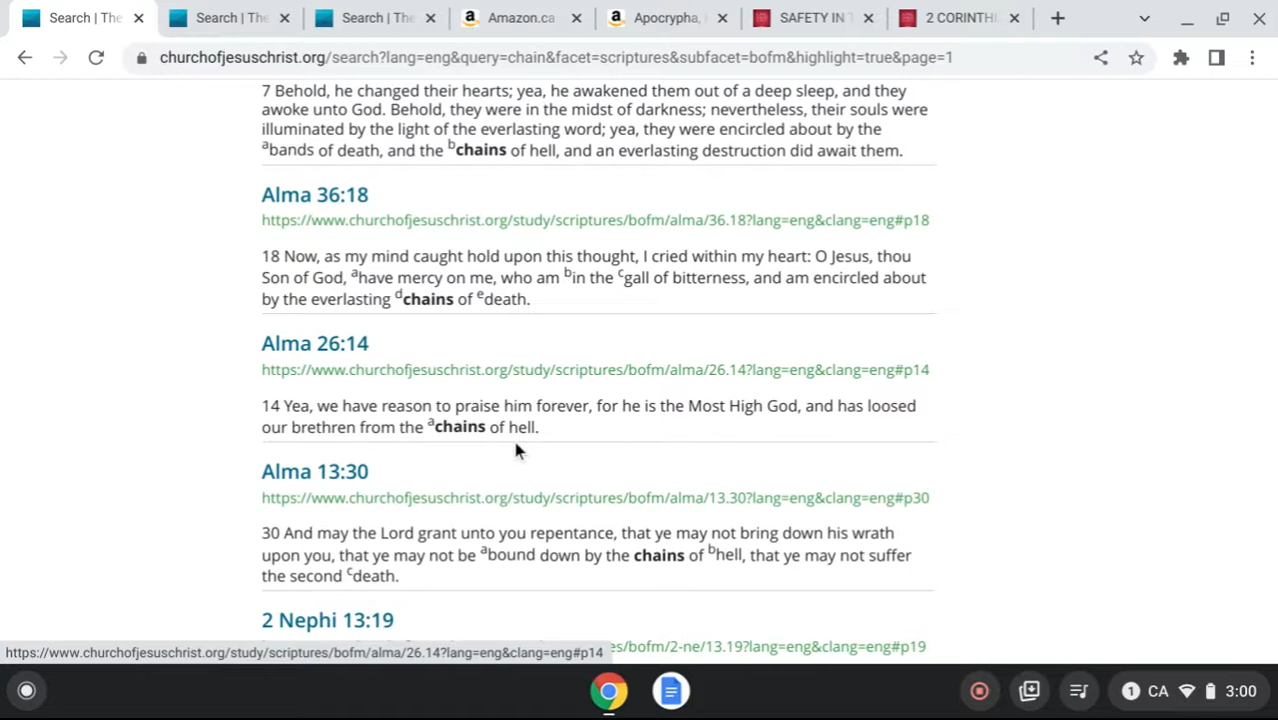 Search | The
Search | The
Search | The
Amazon.ca
Apocrypha,
SAFETY IN T
2 CORINTHI
churchofjesuschrist.org/search?lang=eng&query=chain&facet=scriptures&subfacet=bofm&highlight=true&page=1
7 Behold, he changed their hearts; yea, he awakened them out of a deep sleep, and they
awoke unto God. Behold, they were in the midst of darkness; nevertheless, their souls were
illuminated by the light of the everlasting word; yea, they were encircled about by the
abands of death, and the bchains of hell, and an everlasting destruction did await them.
Alma 36:18
https://www.churchofjesuschrist.org/study/scriptures/bofm/alma/36.18?lang=eng&clang=eng#p18
18 Now, as my mind caught hold upon this thought, I cried within my heart: O Jesus, thou
Son of God, ahave mercy on me, who am bin the cgall of bitterness, and am encircled about
by the everlasting dchains of edeath.
Alma 26:14
https://www.churchofjesuschrist.org/study/scriptures/bofm/alma/26.14?lang=eng&clang=eng#p14
14 Yea, we have reason to praise him forever, for he is the Most High God, and has loosed
our brethren from the achains of hell.
Alma 13:30
https://www.churchofjesuschrist.org/study/scriptures/bofm/alma/13.30?lang=eng&clang=eng#p30
30 And may the Lord grant unto you repentance, that ye may not bring down his wrath
upon you, that ye may not be abound down by the chains of bhell, that ye may not suffer
the second cdeath.
2 Nephi 13:19
es/bofm/2-ne/13.19?lang=eng&clang=eng#p19
https://www.churchofjesuschrist.org/study/scriptures/bofm/alma/26.14?lang=eng&clang=eng#p14
1 CA 3:00